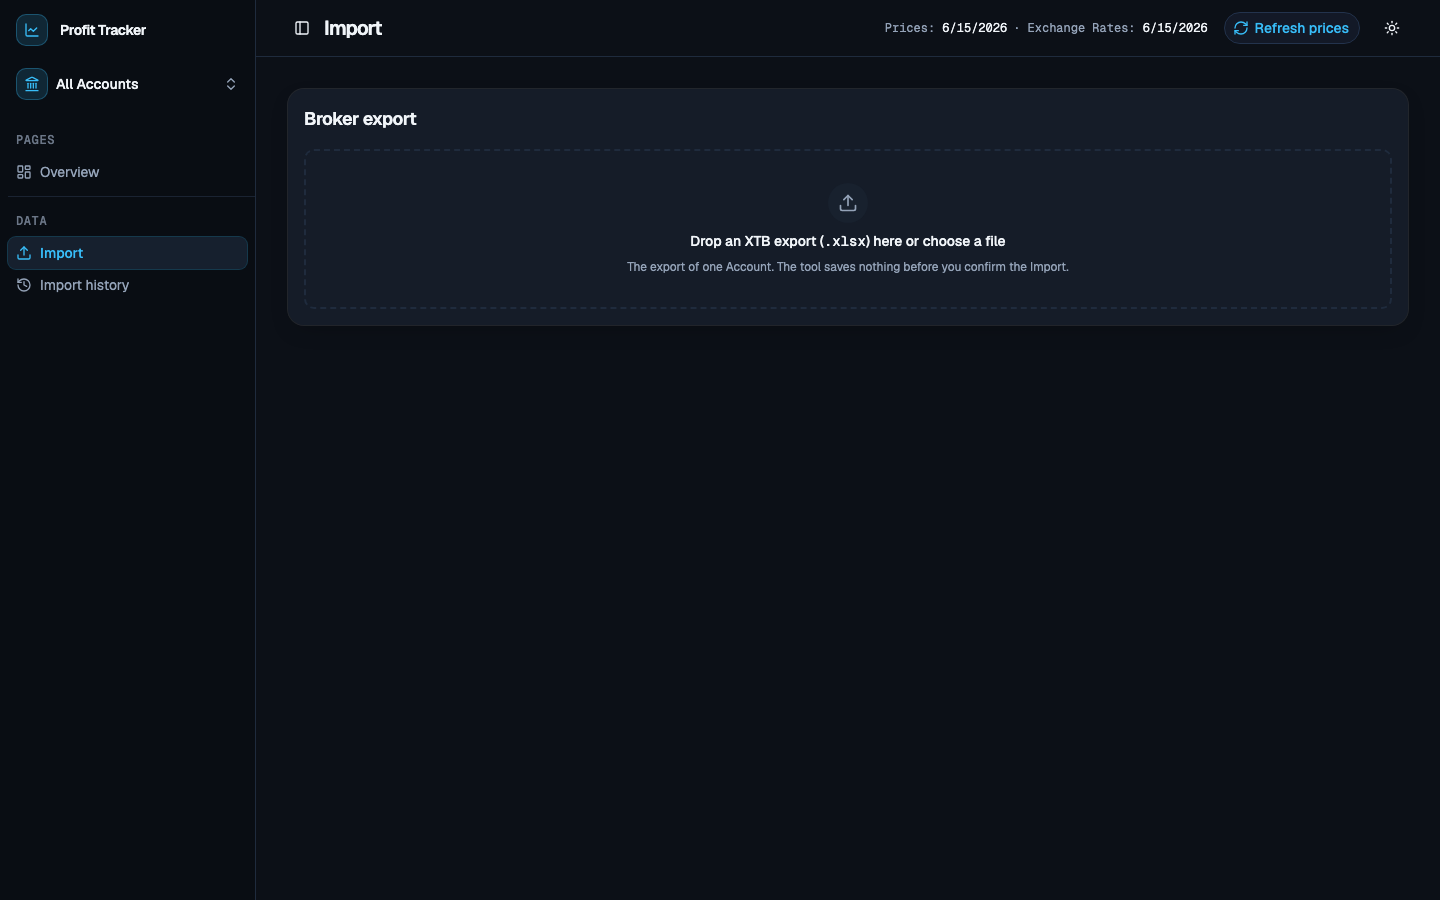 Profit Tracker
All Accounts
PAGES
Overview
DATA
Import
Import history
Import
Prices: 6/15/2026 · Exchange Rates: 6/15/2026
Refresh prices
Broker export
Drop an XTB export (.xlsx) here or choose a file
The export of one Account. The tool saves nothing before you confirm the Import.